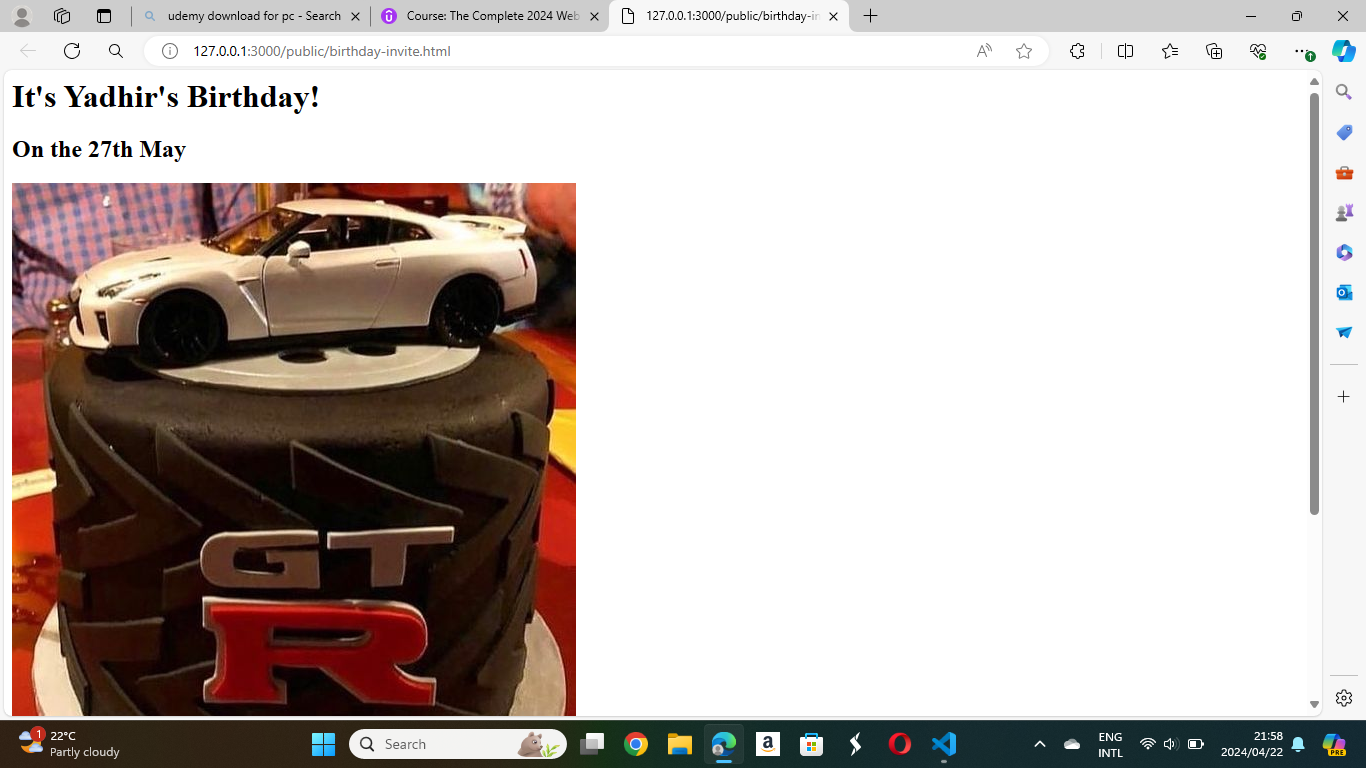 udemy download for pc - Search
Course: The Complete 2024 Web
127.0.0.1:3000/public/birthday-in
127.0.0.1:3000/public/birthday-invite.html
It's Yadhir's Birthday!
On the 27th May
GT
R
1
22°C
Partly cloudy
Search
a
ENG
INTL
21:58
2024/04/22
PRE